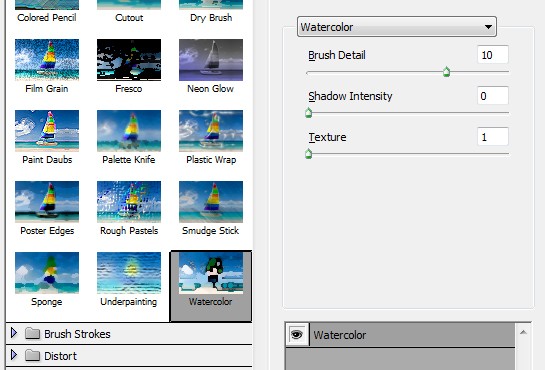 Colored Pencil Cutout Dry Brush
Film Grain Fresco Neon Glow
Paint Daubs Palette Knife Plastic Wrap
Poster Edges Rough Pastels Smudge Stick
Sponge Underpainting Watercolor
Brush Strokes
Distort
Watercolor
Brush Detail 10
Shadow Intensity 0
Texture 1
Watercolor